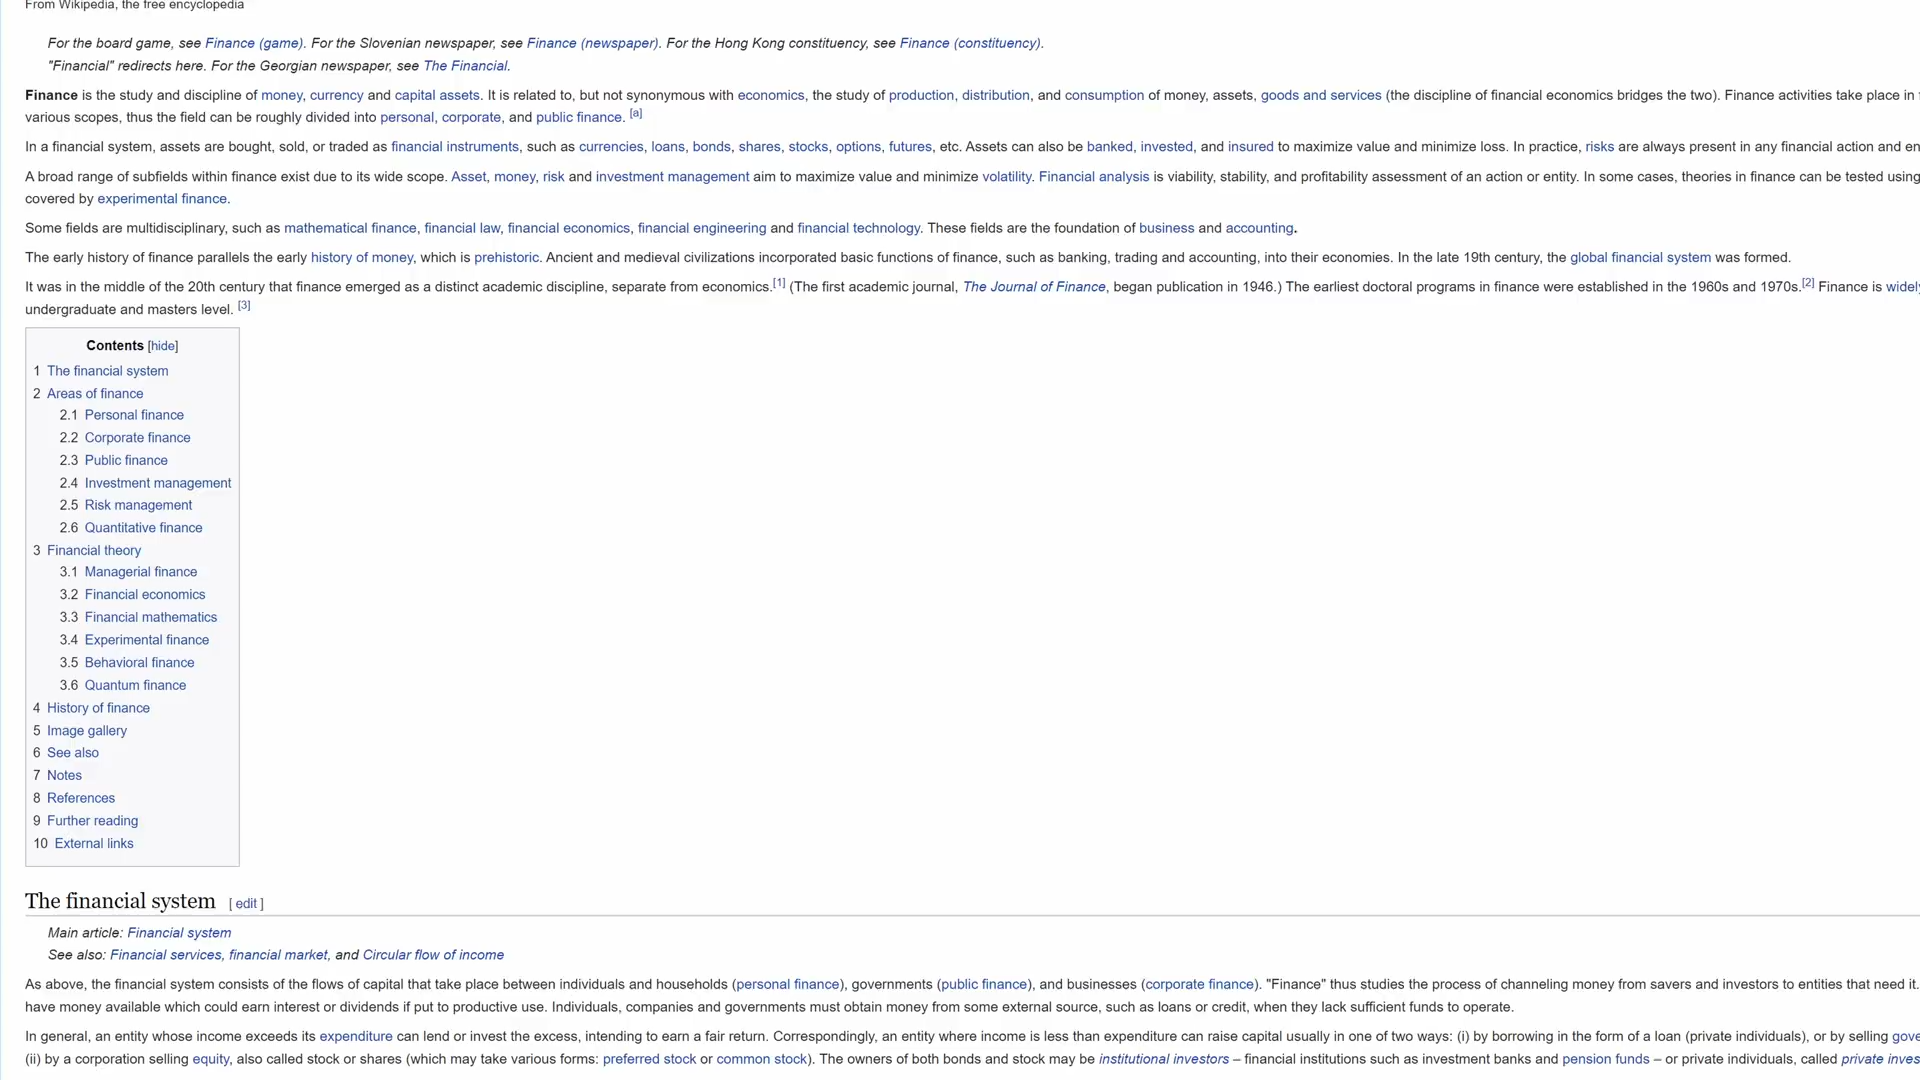 From Wikipedia, the free encyclopedia
For the board game, see Finance (game). For the Slovenian newspaper, see Finance (newspaper). For the Hong Kong constituency, see Finance (constituency).
"Financial" redirects here. For the Georgian newspaper, see The Financial.
Finance is the study and discipline of money, currency and capital assets. It is related to, but not synonymous with economics, the study of production, distribution, and consumption of money, assets, goods and services (the discipline of financial economics bridges the two). Finance activities take place in
various scopes, thus the field can be roughly divided into personal, corporate, and public finance. [a]
In a financial system, assets are bought, sold, or traded as financial instruments, such as currencies, loans, bonds, shares, stocks, options, futures, etc. Assets can also be banked, invested, and insured to maximize value and minimize loss. In practice, risks are always present in any financial action and en
A broad range of subfields within finance exist due to its wide scope. Asset, money, risk and investment management aim to maximize value and minimize volatility. Financial analysis is viability, stability, and profitability assessment of an action or entity. In some cases, theories in finance can be tested using
covered by experimental finance.
Some fields are multidisciplinary, such as mathematical finance, financial law, financial economics, financial engineering and financial technology. These fields are the foundation of business and accounting.
The early history of finance parallels the early history of money, which is prehistoric. Ancient and medieval civilizations incorporated basic functions of finance, such as banking, trading and accounting, into their economies. In the late 19th century, the global financial system was formed.
It was in the middle of the 20th century that finance emerged as a distinct academic discipline, separate from economics.[1] (The first academic journal, The Journal of Finance, began publication in 1946.) The earliest doctoral programs in finance were established in the 1960s and 1970s.[2] Finance is widely
undergraduate and masters level. [3]
Contents [hide]
1 The financial system
2 Areas of finance
2.1 Personal finance
2.2 Corporate finance
2.3 Public finance
2.4 Investment management
2.5 Risk management
2.6 Quantitative finance
3 Financial theory
3.1 Managerial finance
3.2 Financial economics
3.3 Financial mathematics
3.4 Experimental finance
3.5 Behavioral finance
3.6 Quantum finance
4 History of finance
5 Image gallery
6 See also
7 Notes
8 References
9 Further reading
10 External links
The financial system [ edit ]
Main article: Financial system
See also: Financial services, financial market, and Circular flow of income
As above, the financial system consists of the flows of capital that take place between individuals and households (personal finance), governments (public finance), and businesses (corporate finance). "Finance" thus studies the process of channeling money from savers and investors to entities that need it.
have money available which could earn interest or dividends if put to productive use. Individuals, companies and governments must obtain money from some external source, such as loans or credit, when they lack sufficient funds to operate.
In general, an entity whose income exceeds its expenditure can lend or invest the excess, intending to earn a fair return. Correspondingly, an entity where income is less than expenditure can raise capital usually in one of two ways: (i) by borrowing in the form of a loan (private individuals), or by selling gove
(ii) by a corporation selling equity, also called stock or shares (which may take various forms: preferred stock or common stock). The owners of both bonds and stock may be institutional investors – financial institutions such as investment banks and pension funds – or private individuals, called private inves